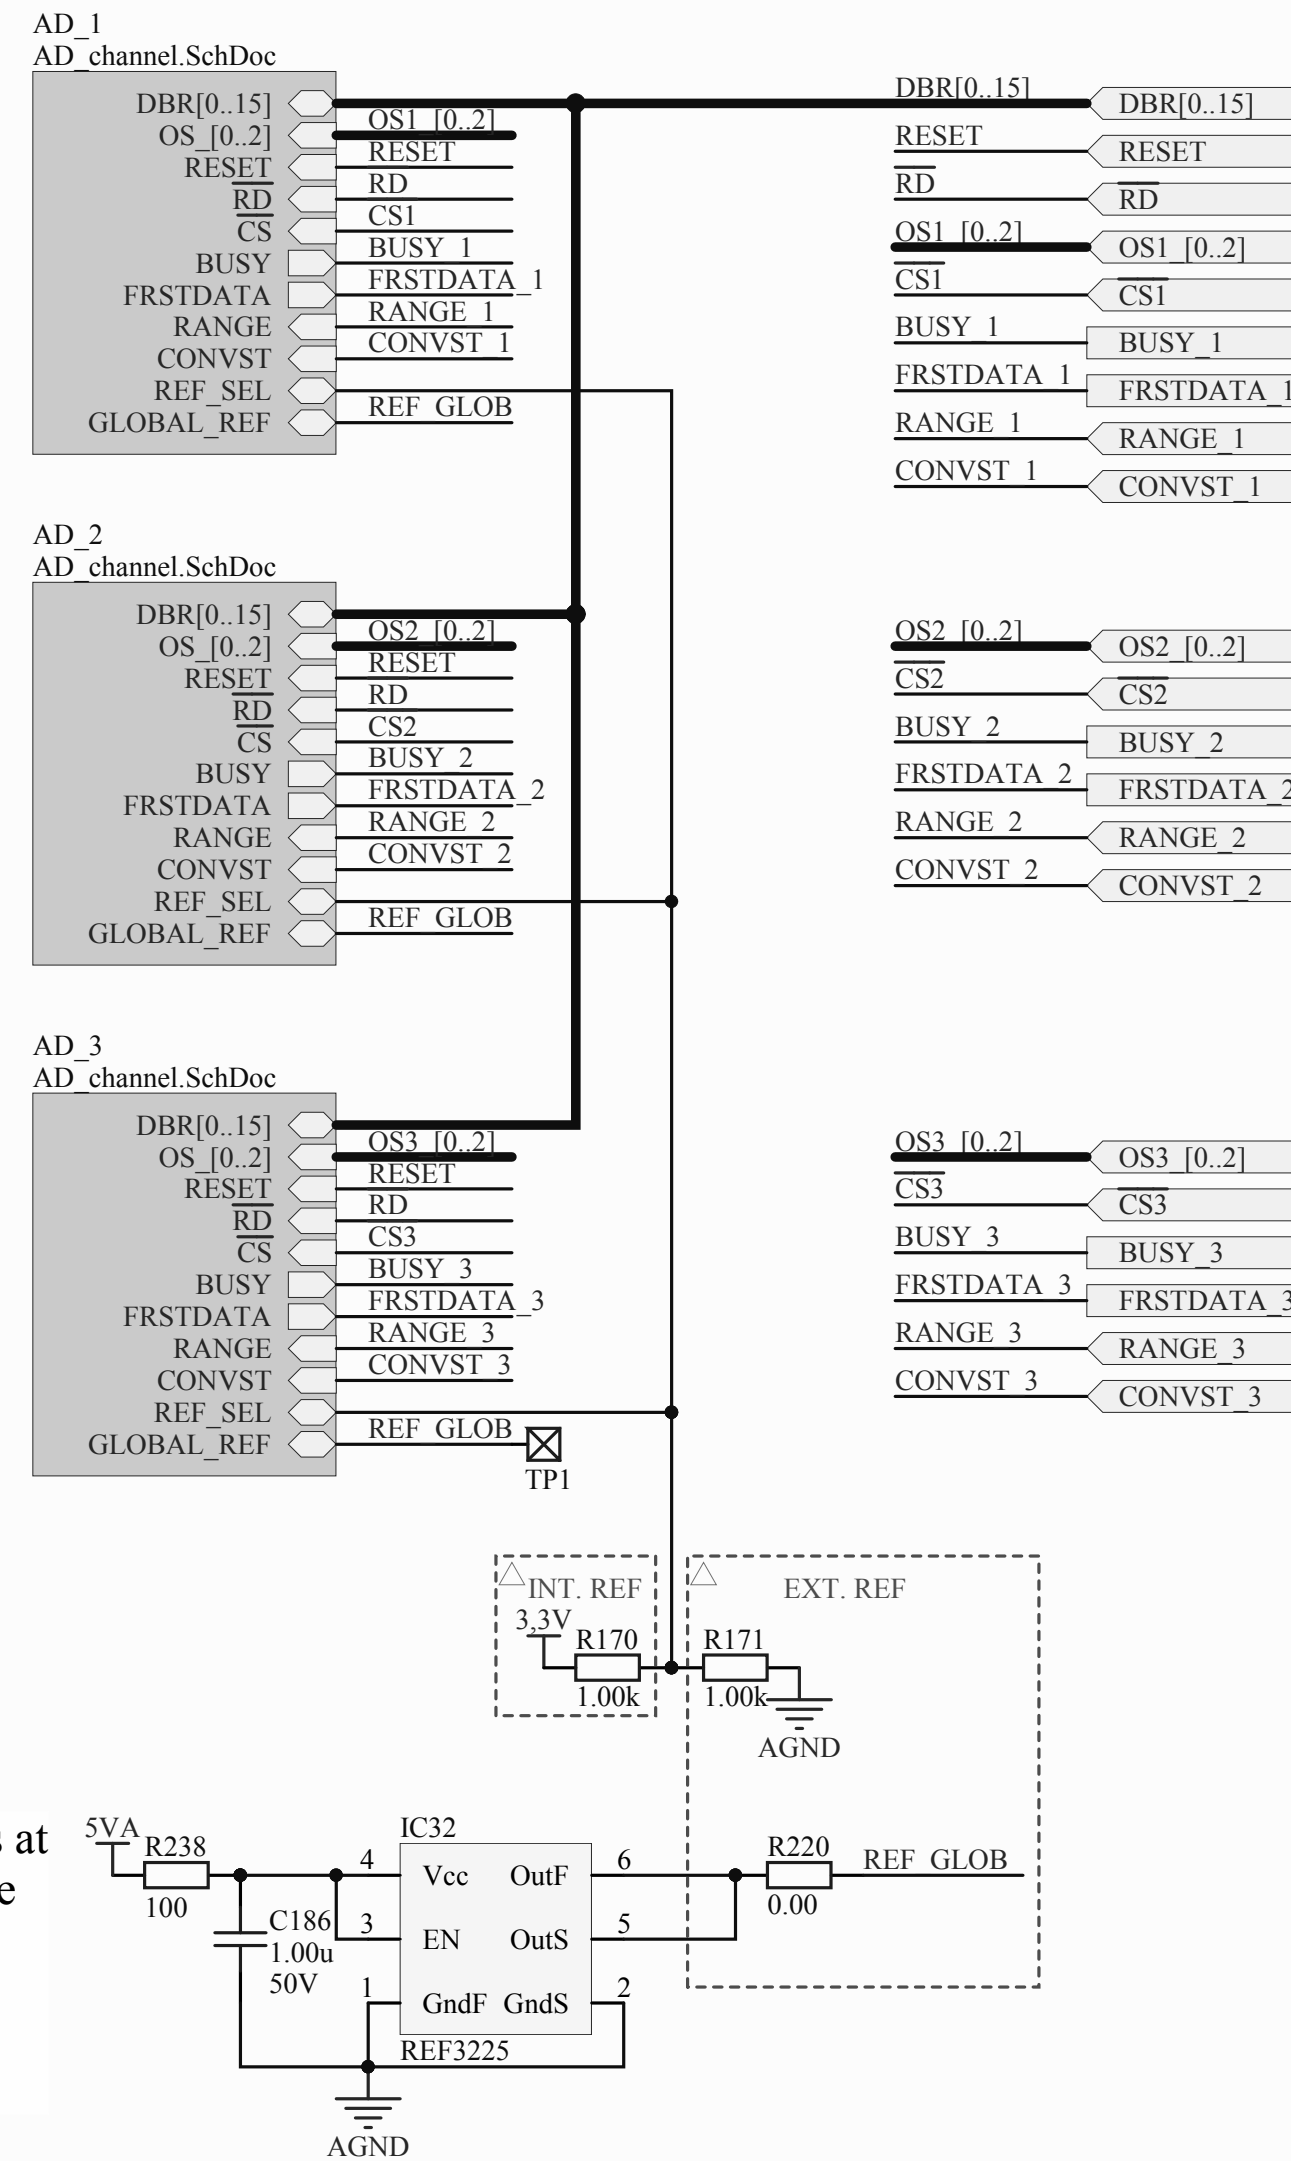 AD_1
AD_channel.SchDoc
DBR[0..15] DBR[0..15] DBR[0..15]
OS_[0..2] OS1_[0..2]
RESET RESET RESET RESET
RD RD RD RD
CS CS1 OS1_[0..2] OS1_[0..2]
BUSY BUSY_1 CS1 CS1
FRSTDATA FRSTDATA_1
RANGE RANGE_1 BUSY_1 BUSY_1
CONVST CONVST_1
REF_SEL FRSTDATA_1 FRSTDATA_1
GLOBAL_REF REF_GLOB
RANGE_1 RANGE_1
CONVST_1 CONVST_1
AD_2
AD_channel.SchDoc
DBR[0..15]
OS_[0..2] OS2_[0..2] OS2_[0..2] OS2_[0..2]
RESET RESET
RD RD CS2 CS2
CS CS2 BUSY_2 BUSY_2
BUSY BUSY_2
FRSTDATA FRSTDATA_2 FRSTDATA_2 FRSTDATA_2
RANGE RANGE_2 RANGE_2 RANGE_2
CONVST CONVST_2 CONVST_2 CONVST_2
REF_SEL
GLOBAL_REF REF_GLOB
AD_3
AD_channel.SchDoc
DBR[0..15]
OS_[0..2] OS3_[0..2] OS3_[0..2] OS3_[0..2]
RESET RESET
RD RD CS3 CS3
CS CS3 BUSY_3 BUSY_3
BUSY BUSY_3
FRSTDATA FRSTDATA_3 FRSTDATA_3 FRSTDATA_3
RANGE RANGE_3 RANGE_3 RANGE_3
CONVST CONVST_3 CONVST_3 CONVST_3
REF_SEL
GLOBAL_REF REF_GLOB
TP1
INT. REF EXT. REF
3,3V
R170 R171
1.00k 1.00k
AGND
at
5VA R238 IC32 R220 REF_GLOB
4 Vcc OutF 6
100 0.00
C186 3 EN OutS 5
1.00u
50V 1 GndF GndS 2
REF3225
AGND